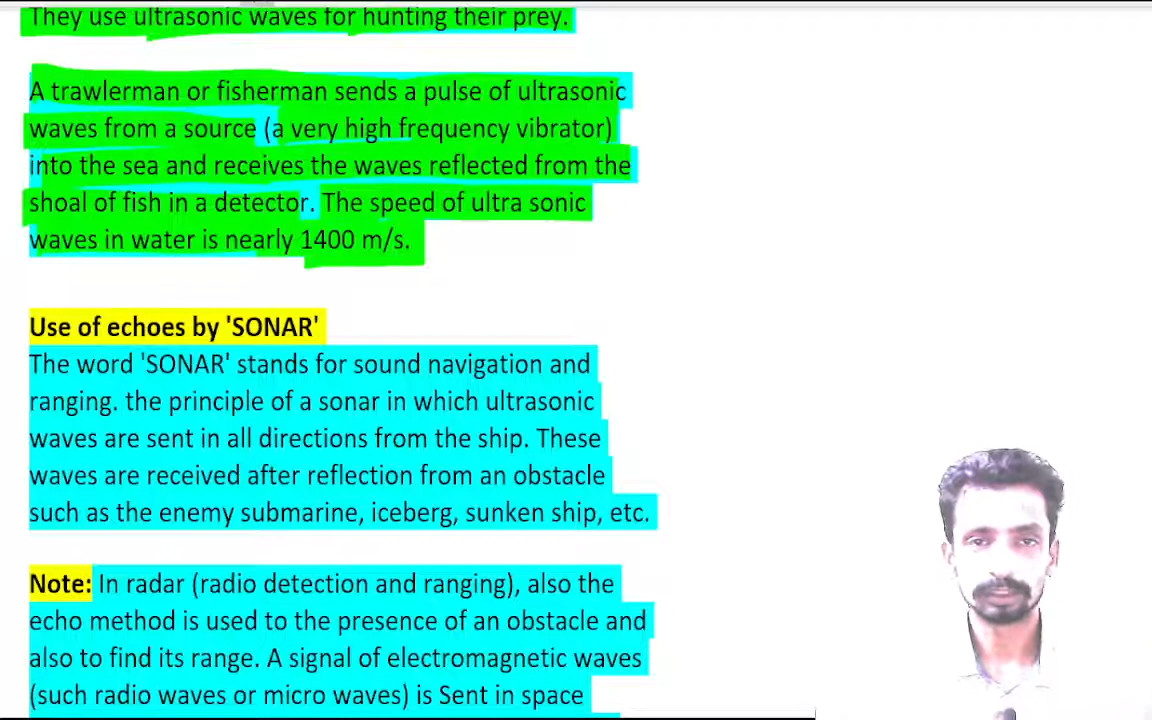 They use ultrasonic waves for hunting their prey.
A trawlerman or fisherman sends a pulse of ultrasonic
waves from a source (a very high frequency vibrator)
into the sea and receives the waves reflected from the
shoal of fish in a detector. The speed of ultra sonic
waves in water is nearly 1400 m/s.
Use of echoes by 'SONAR'
The word 'SONAR' stands for sound navigation and
ranging. the principle of a sonar in which ultrasonic
waves are sent in all directions from the ship. These
waves are received after reflection from an obstacle
such as the enemy submarine, iceberg, sunken ship, etc.
Note: In radar (radio detection and ranging), also the
echo method is used to the presence of an obstacle and
also to find its range. A signal of electromagnetic waves
(such radio waves or micro waves) is Sent in space